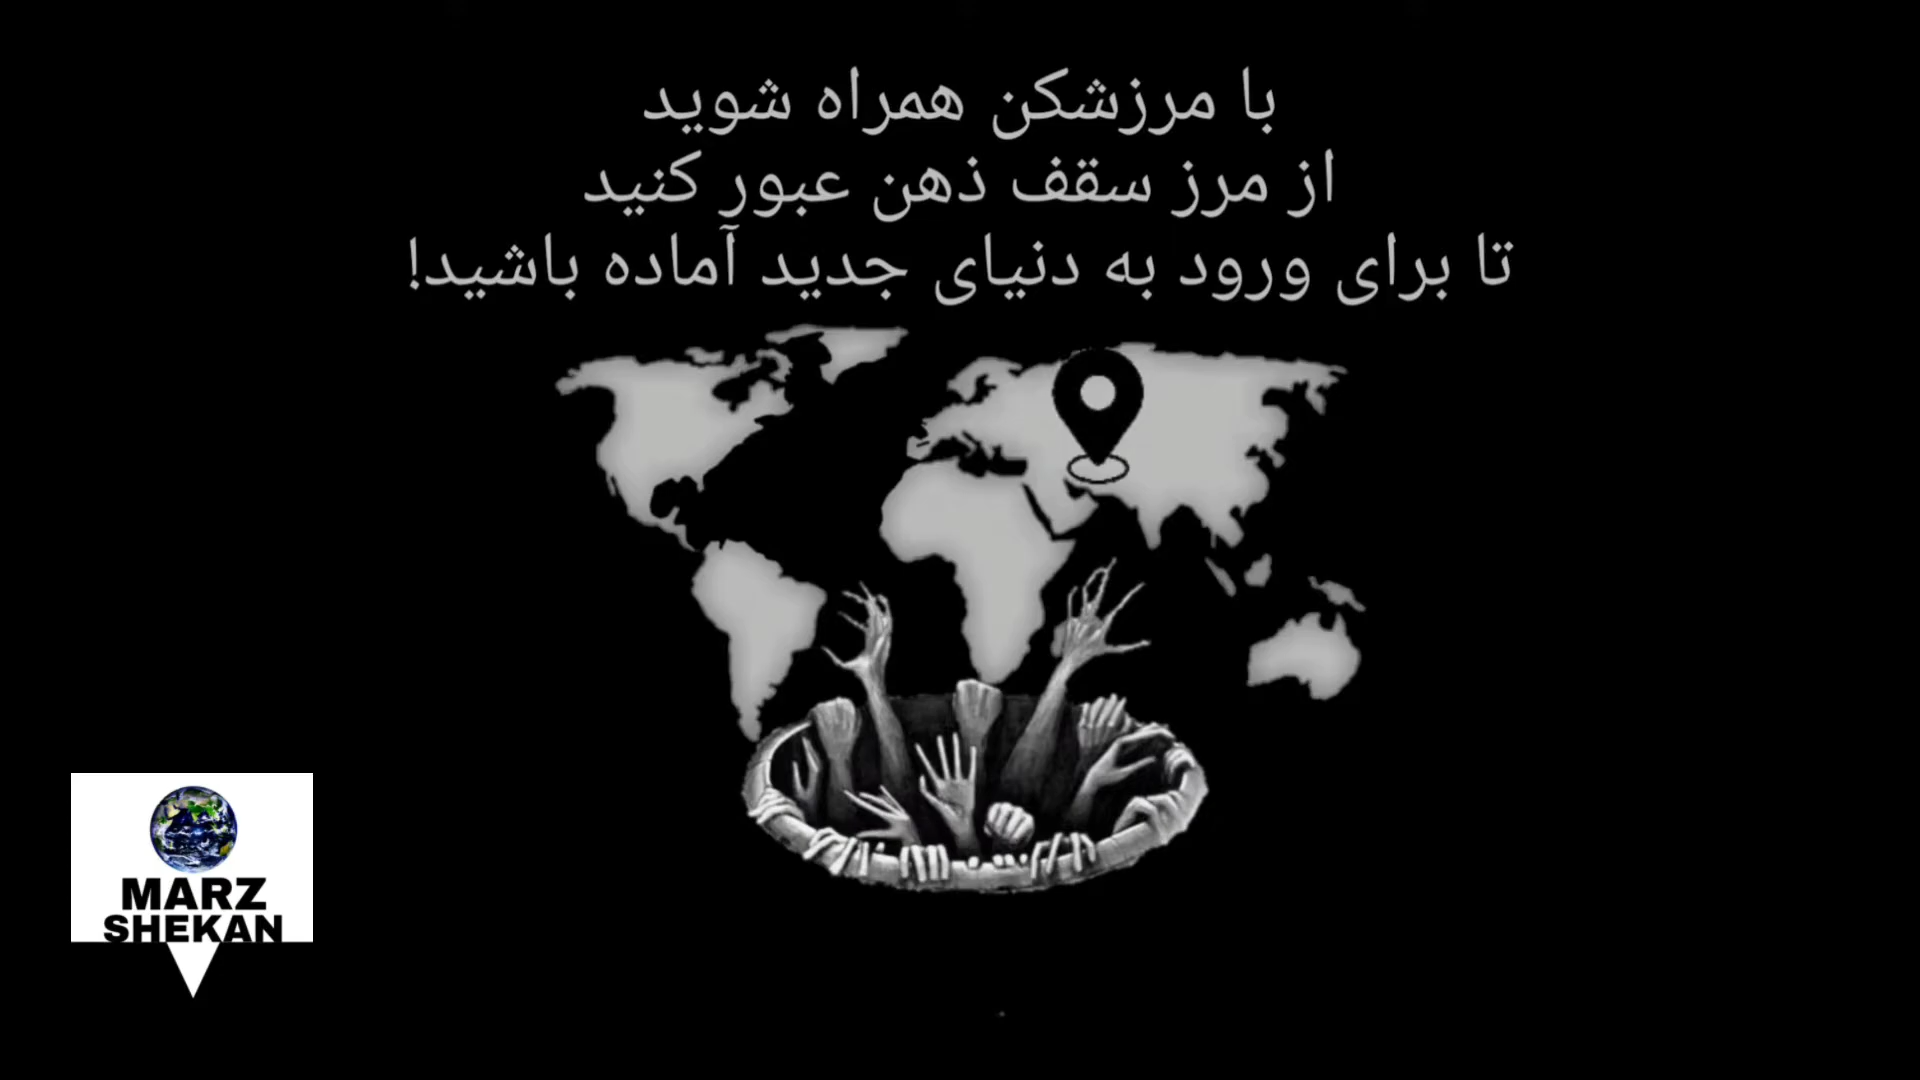 با مرزشکن همراه شوید
از مرز سقف ذهن عبور کنید
تا برای ورود به دنیای جدید آماده باشید!
MARZ
SHEKAN